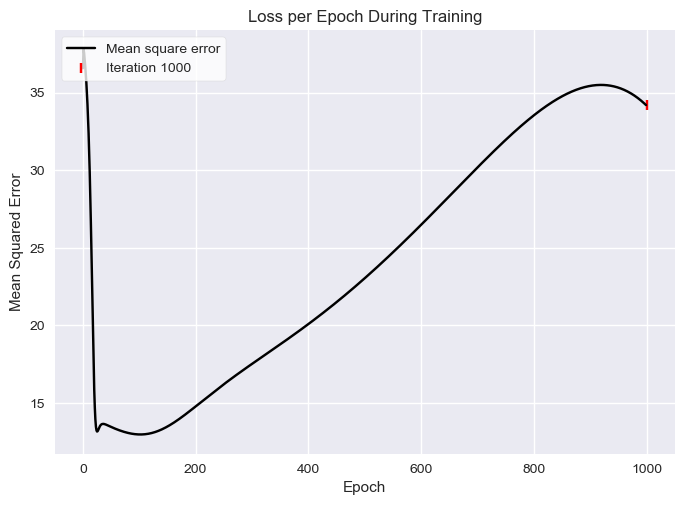 Loss per Epoch During Training
Mean square error
Iteration 1000
Mean Squared Error
35
30
25
20
15
0 200 400 600 800 1000
Epoch